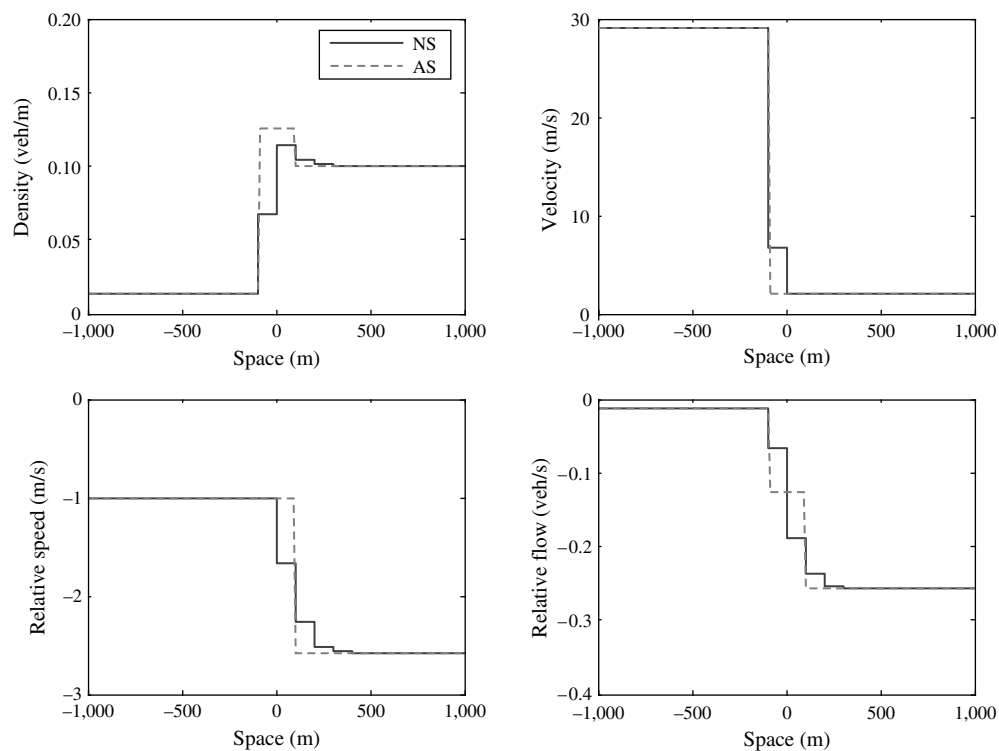 0.20
0.15
0.10
0.05
0
Density (veh/m)
NS
AS
–1,000 –500 0 500 1,000
Space (m)
30
20
10
0
Velocity (m/s)
–1,000 –500 0 500 1,000
Space (m)
0
–1
–2
–3
Relative speed (m/s)
–1,000 –500 0 500 1,000
Space (m)
0
–0.1
–0.2
–0.3
–0.4
Relative flow (veh/s)
–1,000 –500 0 500 1,000
Space (m)